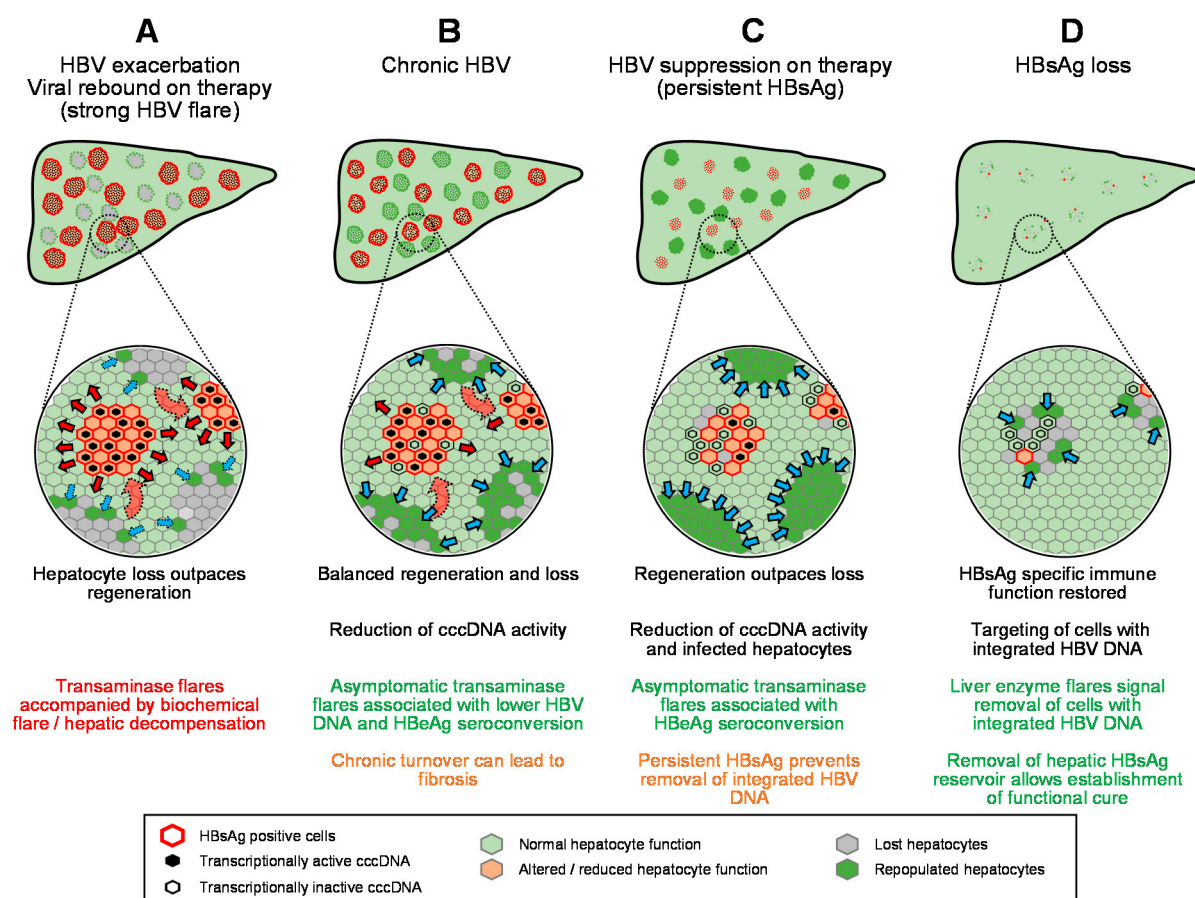 A
HBV exacerbation
Viral rebound on therapy
(strong HBV flare)
B
Chronic HBV
C
HBV suppression on therapy
(persistent HBsAg)
D
HBsAg loss
Hepatocyte loss outpaces
regeneration
Transaminase flares
accompanied by biochemical
flare / hepatic decompensation
Balanced regeneration and loss
Reduction of cccDNA activity
Asymptomatic transaminase
flares associated with lower HBV
DNA and HBeAg seroconversion
Chronic turnover can lead to
fibrosis
Regeneration outpaces loss
Reduction of cccDNA activity
and infected hepatocytes
Asymptomatic transaminase
flares associated with
HBeAg seroconversion
Persistent HBsAg prevents
removal of integrated HBV
DNA
HBsAg specific immune
function restored
Targeting of cells with
integrated HBV DNA
Liver enzyme flares signal
removal of cells with
integrated HBV DNA
Removal of hepatic HBsAg
reservoir allows establishment
of functional cure
HBsAg positive cells
Transcriptionally active cccDNA
Transcriptionally inactive cccDNA
Normal hepatocyte function
Altered / reduced hepatocyte function
Lost hepatocytes
Repopulated hepatocytes